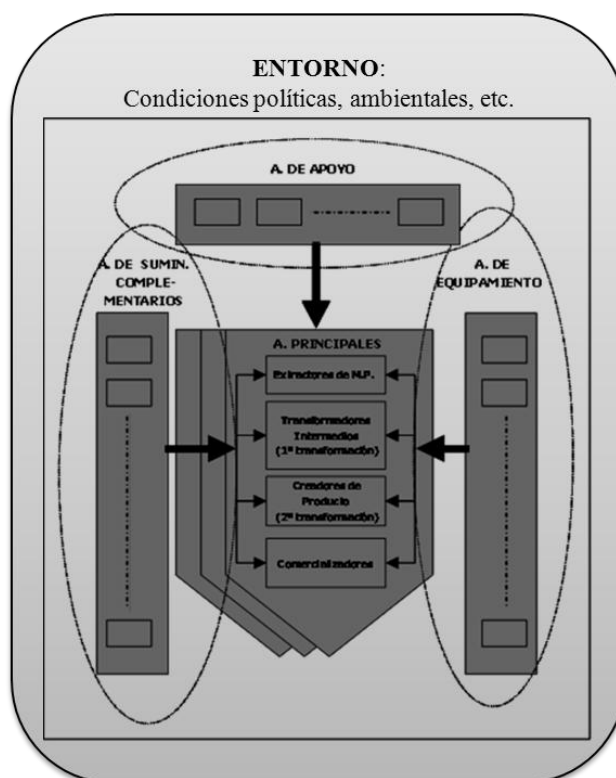 ENTORNO:
Condiciones políticas, ambientales, etc.
A. DE APOYO
A. DE SUMIN.
COMPLE-
MENTARIOS
A. DE
EQUIPAMIENTO
A. PRINCIPALES
Extractores de M.P.
Transformadores
Intermedios
(1ª transformación)
Creadores de
Producto
(2ª transformación)
Comercializadores